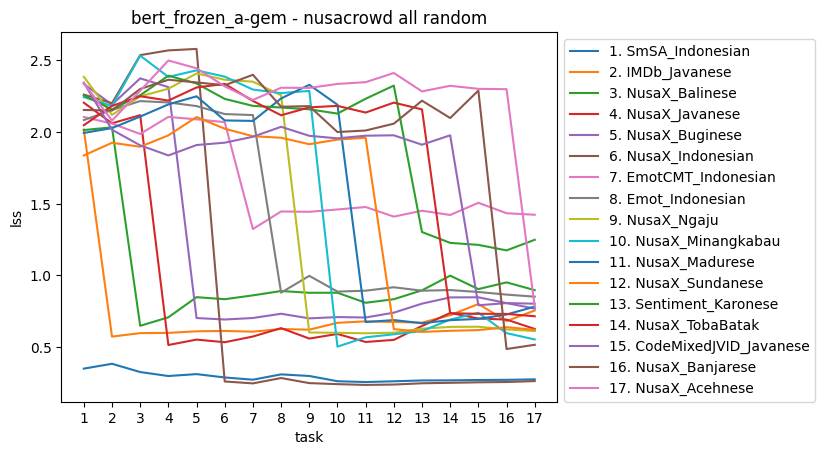 bert_frozen_a-gem - nusacrowd all random
2.5
2.0
1.5
1.0
0.5
lss
1 2 3 4 5 6 7 8 9 10 11 12 13 14 15 16 17
task
1. SmSA_Indonesian
2. IMDb_Javanese
3. NusaX_Balinese
4. NusaX_Javanese
5. NusaX_Buginese
6. NusaX_Indonesian
7. EmotCMT_Indonesian
8. Emot_Indonesian
9. NusaX_Ngaju
10. NusaX_Minangkabau
11. NusaX_Madurese
12. NusaX_Sundanese
13. Sentiment_Karonese
14. NusaX_TobaBatak
15. CodeMixedJVID_Javanese
16. NusaX_Banjarese
17. NusaX_Acehnese